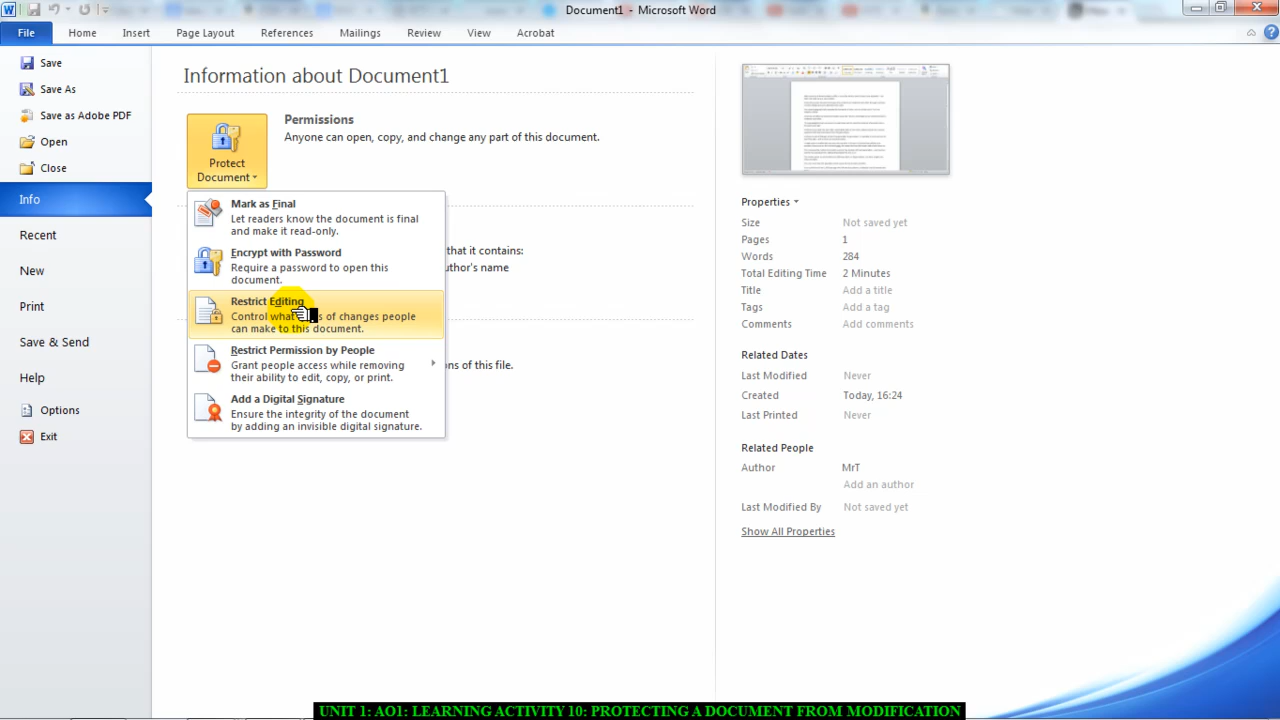 Document1 - Microsoft Word
File Home Insert Page Layout References Mailings Review View Acrobat
Save
Save As
Save as Adobe PDF
Open
Close
Info
Recent
New
Print
Save & Send
Help
Options
Exit
Information about Document1
Protect
Document
Permissions
Anyone can open, copy, and change any part of this document.
Mark as Final
Let readers know the document is final
and make it read-only.
Encrypt with Password
Require a password to open this
document.
Restrict Editing
Control what of changes people
can make to this document.
Restrict Permission by People
Grant people access while removing
their ability to edit, copy, or print.
Add a Digital Signature
Ensure the integrity of the document
by adding an invisible digital signature.
that it contains:
author's name
of this file.
Properties
Size Not saved yet
Pages 1
Words 284
Total Editing Time 2 Minutes
Title Add a title
Tags Add a tag
Comments Add comments
Related Dates
Last Modified Never
Created Today, 16:24
Last Printed Never
Related People
Author MrT
Add an author
Last Modified By Not saved yet
Show All Properties
UNIT 1: AO1: LEARNING ACTIVITY 10: PROTECTING A DOCUMENT FROM MODIFICATION